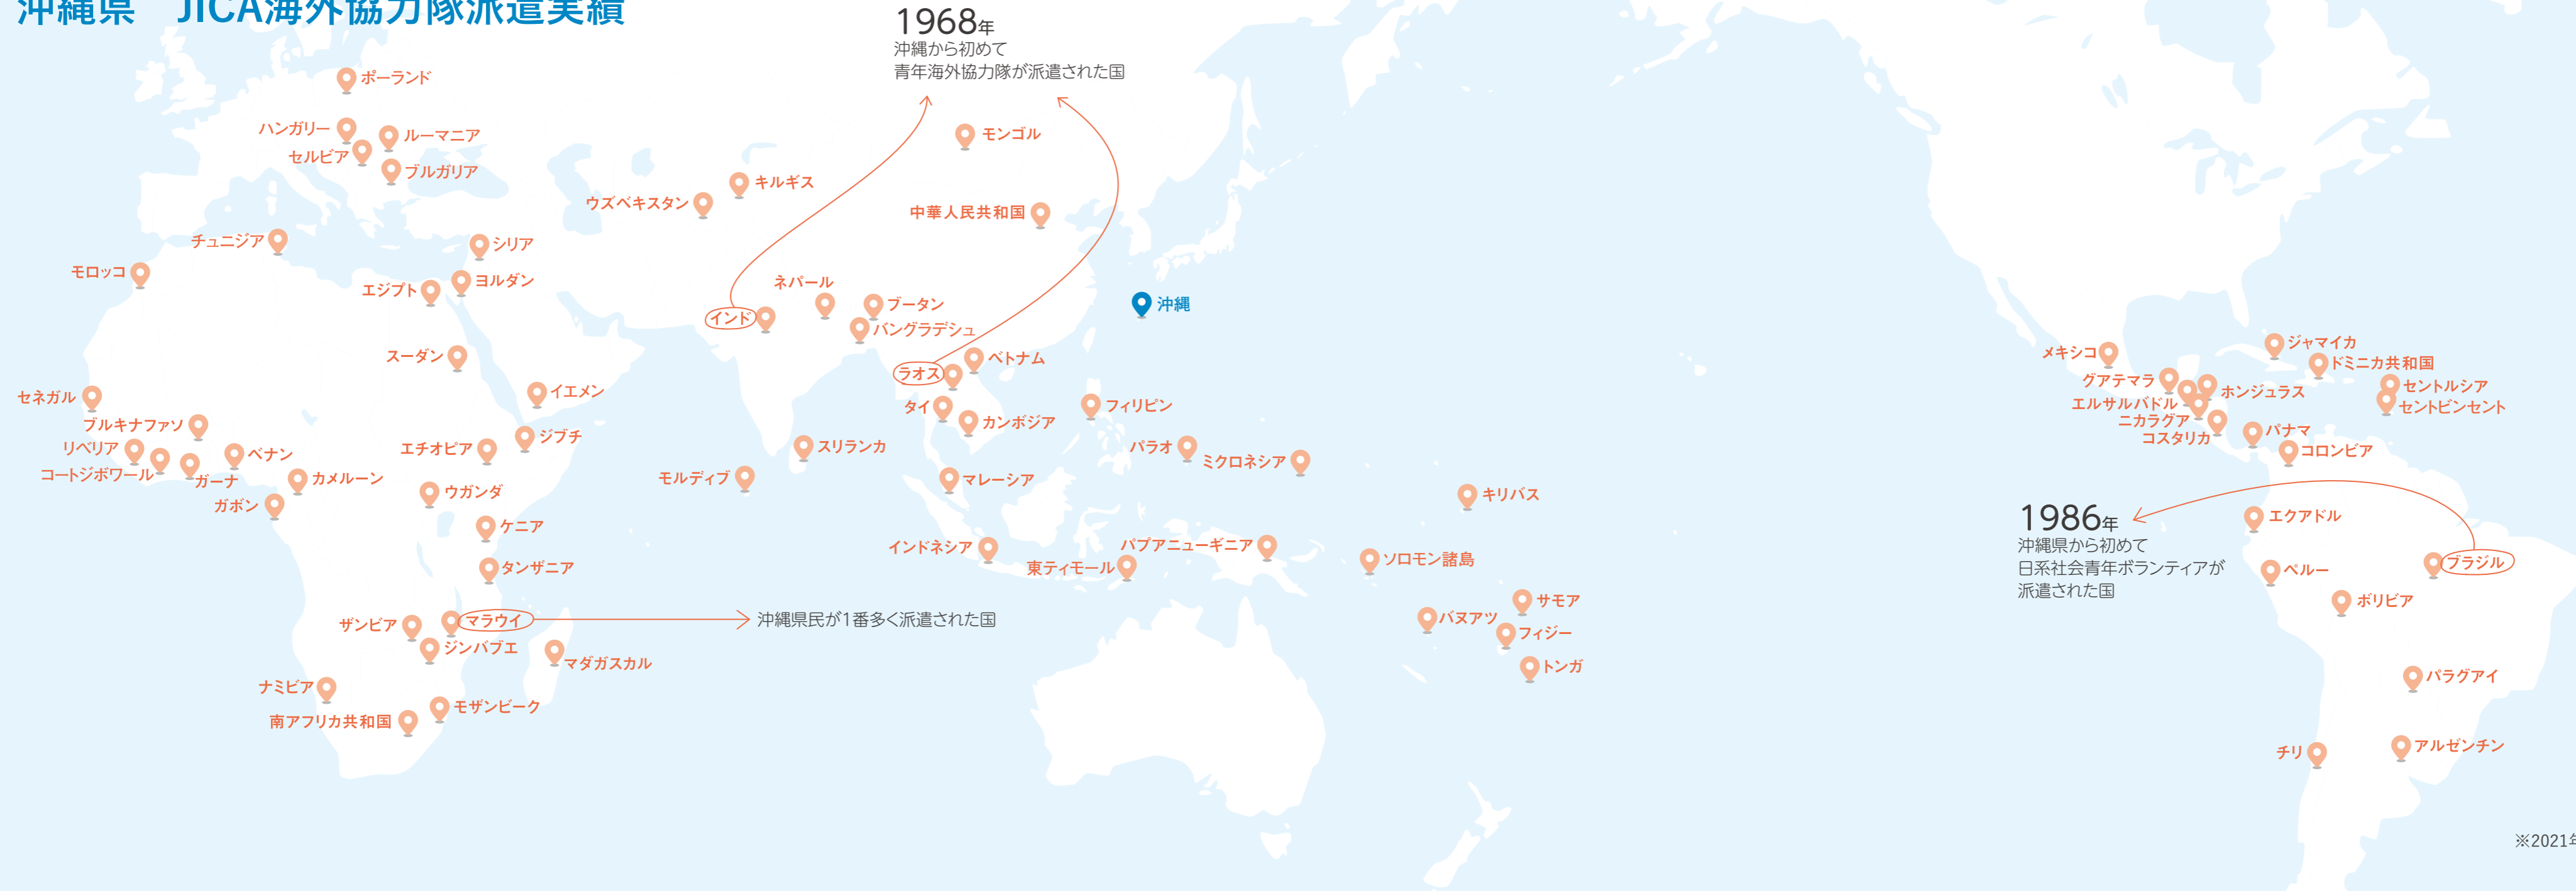 沖縄県 JICA海外協力隊派遣実績
1968年
沖縄から初めて
青年海外協力隊が派遣された国
ポーランド
ハンガリー
ルーマニア
セルビア
ブルガリア
モンゴル
キルギス
ウズベキスタン
中華人民共和国
チュニジア
シリア
モロッコ
エジプト
ヨルダン
ネパール
ブータン
インド
バングラデシュ
沖縄
スーダン
ラオス
ベトナム
イエメン
セネガル
タイ
カンボジア
フィリピン
ブルキナファソ
リベリア
コートジボワール
ガーナ
ベナン
カメルーン
ガボン
エチオピア
ジブチ
ウガンダ
ケニア
タンザニア
スリランカ
モルディブ
マレーシア
パラオ
ミクロネシア
キリバス
インドネシア
東ティモール
パプアニューギニア
ソロモン諸島
サモア
バヌアツ
フィジー
トンガ
ザンビア
マラウイ
沖縄県民が1番多く派遣された国
ジンバブエ
マダガスカル
ナミビア
モザンビーク
南アフリカ共和国
メキシコ
グアテマラ
エルサルバドル
ニカラグア
コスタリカ
ホンジュラス
ジャマイカ
ドミニカ共和国
セントルシア
セントビンセント
パナマ
コロンビア
1986年
沖縄県から初めて
日系社会青年ボランティアが
派遣された国
エクアドル
ペルー
ブラジル
ボリビア
パラグアイ
チリ
アルゼンチン
※2021年